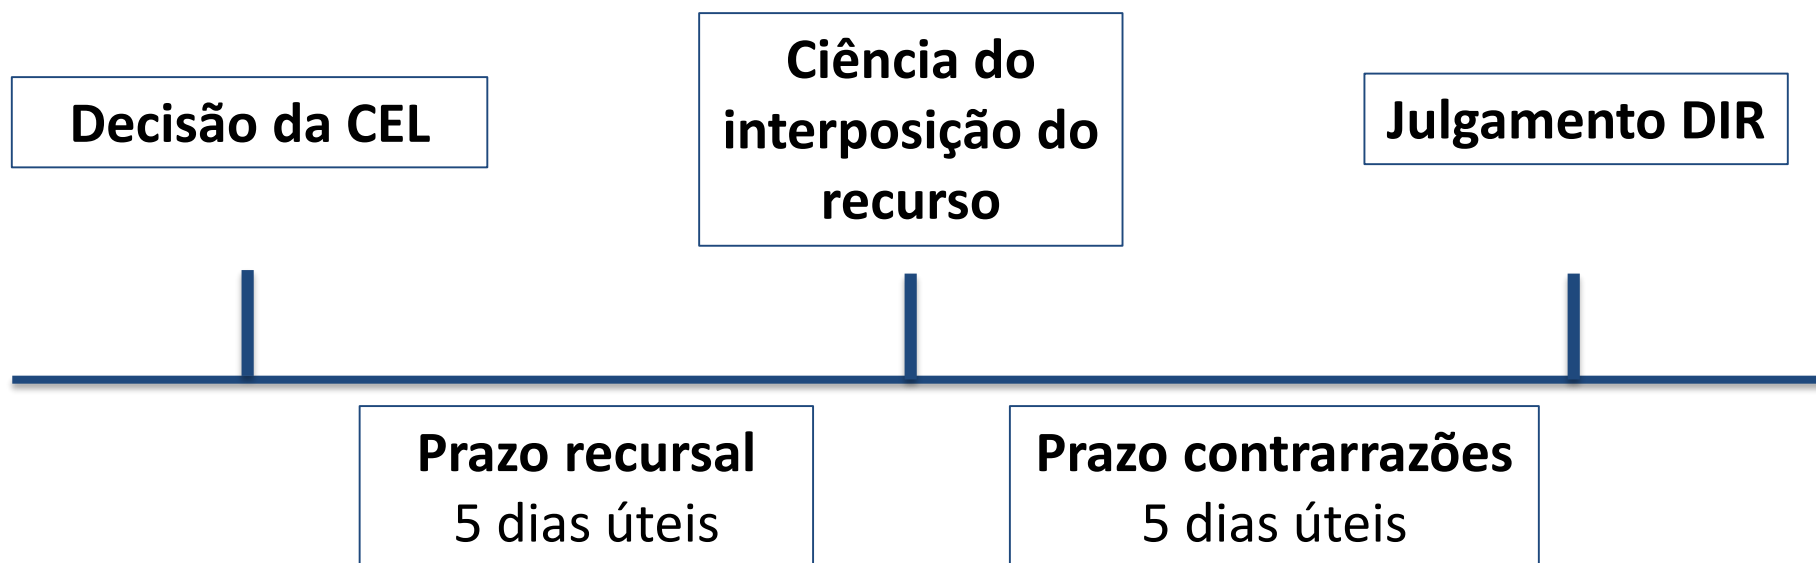 Decisão da CEL
Ciência do
interposição do
recurso
Julgamento DIR
Prazo recursal
5 dias úteis
Prazo contrarrazões
5 dias úteis